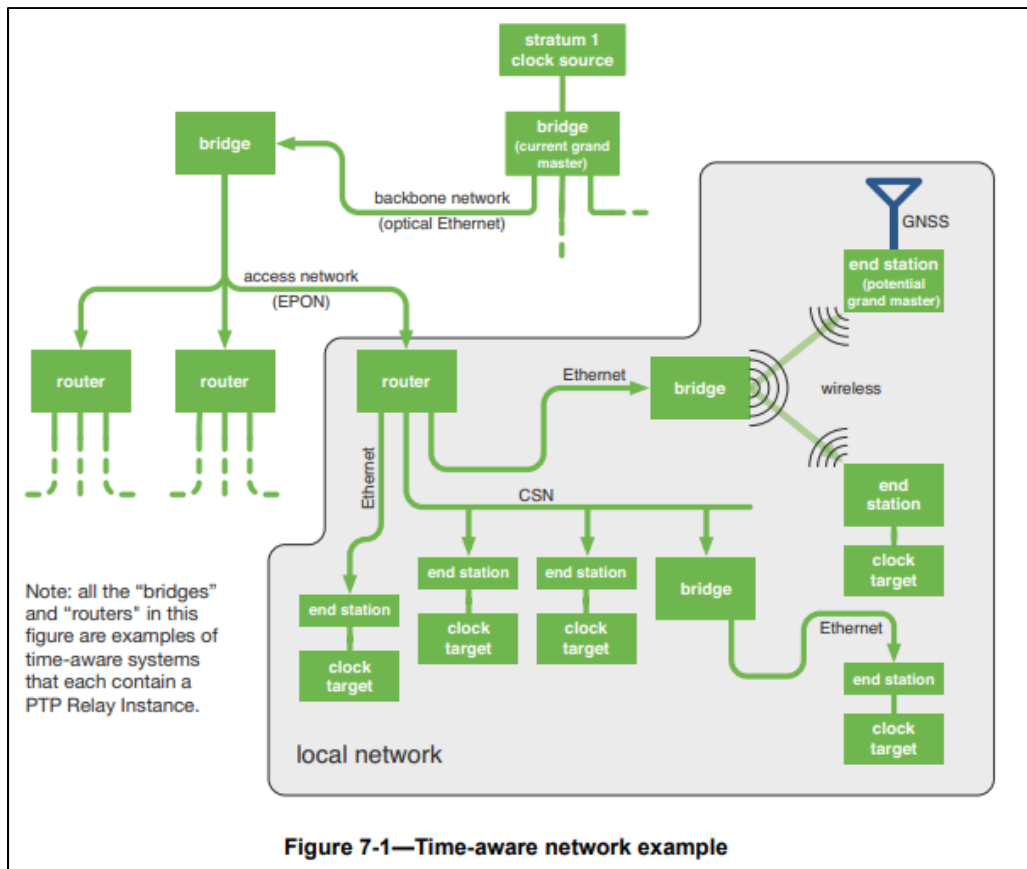 stratum 1
clock source
bridge
(current grand
master)
bridge
backbone network
(optical Ethernet)
GNSS
end station
(potential
grand master)
access network
(EPON)
router
router
router
Ethernet
bridge
wireless
Ethernet
CSN
end
station
clock
target
end station
clock
target
end station
clock
target
bridge
end station
clock
target
Ethernet
end station
clock
target
Note: all the “bridges”
and “routers" in this
figure are examples of
time-aware systems
that each contain a
PTP Relay Instance.
local network
Figure 7-1—Time-aware network example